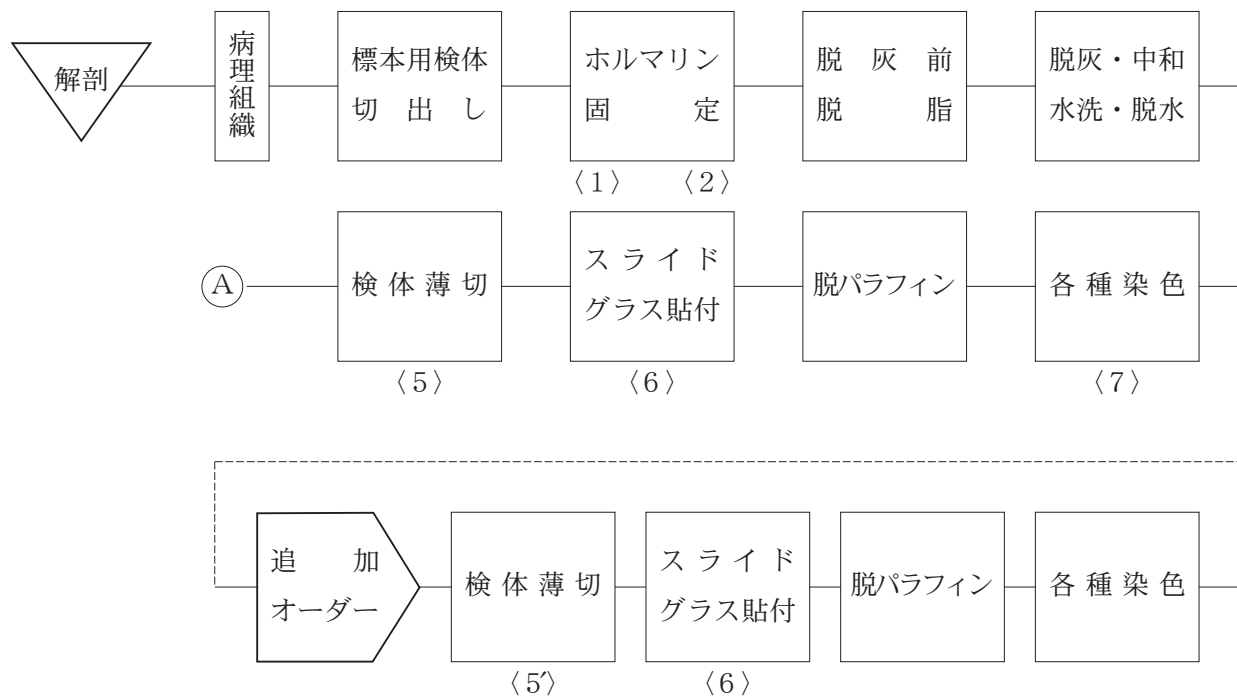 解剖
病理組織
標本用検体
切出し
ホルマリン
固定
脱灰前
脱脂
脱灰・中和
水洗・脱水
〈1〉 〈2〉
Ⓐ
検体薄切
スライド
グラス貼付
脱パラフィン
各種染色
〈5〉
〈6〉
〈7〉
追加
オーダー
検体薄切
スライド
グラス貼付
脱パラフィン
各種染色
〈5′〉
〈6〉